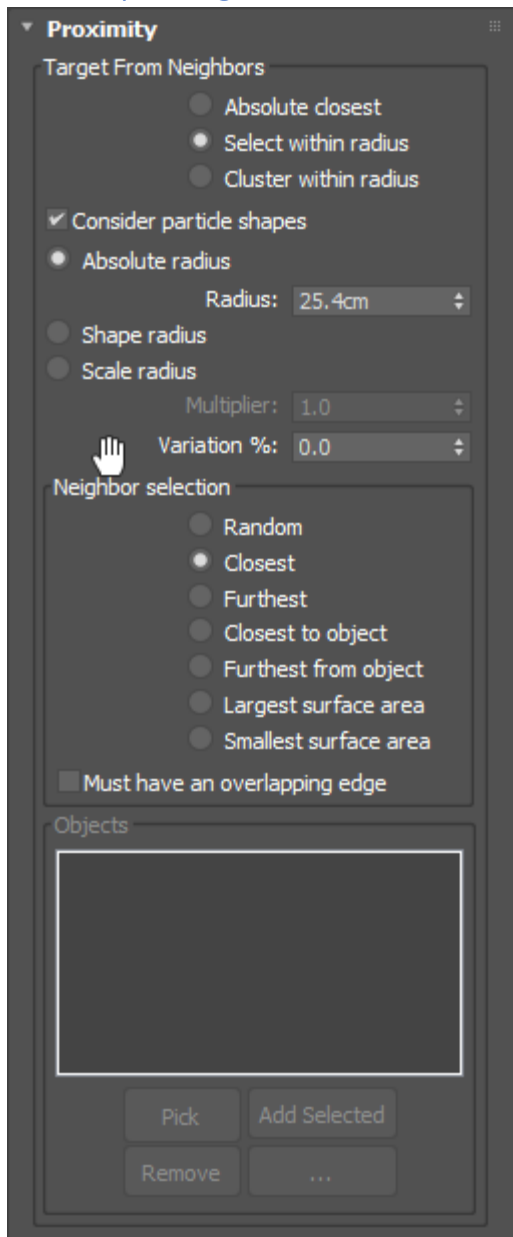 Proximity
Target From Neighbors
Absolute closest
Select within radius
Cluster within radius
Consider particle shapes
Absolute radius
Radius: 25.4cm
Shape radius
Scale radius
Multiplier: 1.0
Variation %: 0.0
Neighbor selection
Random
Closest
Furthest
Closest to object
Furthest from object
Largest surface area
Smallest surface area
Must have an overlapping edge
Objects
Pick Add Selected
Remove ...